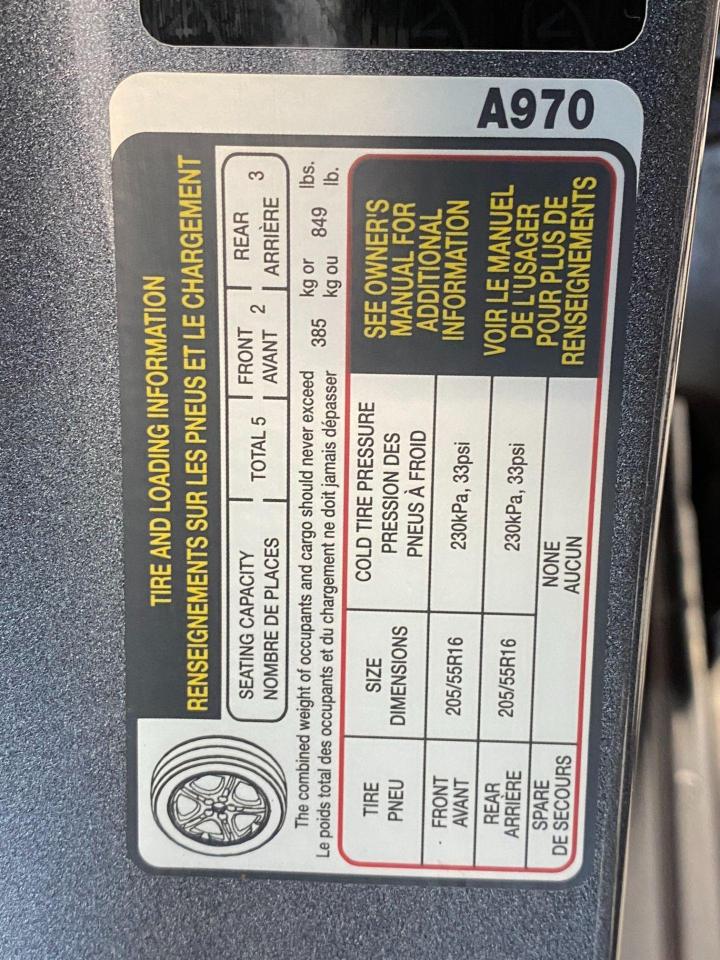 A970
TIRE AND LOADING INFORMATION
RENSEIGNEMENTS SUR LES PNEUS ET LE CHARGEMENT
SEATING CAPACITY
NOMBRE DE PLACES
TOTAL 5
FRONT
AVANT 2
REAR
ARRIÈRE 3
The combined weight of occupants and cargo should never exceed 385 kg or 849 lbs.
Le poids total des occupants et du chargement ne doit jamais dépasser kg ou lb.
TIRE
PNEU
SIZE
DIMENSIONS
COLD TIRE PRESSURE
PRESSION DES
PNEUS À FROID
FRONT
AVANT
205/55R16
230kPa, 33psi
REAR
ARRIÈRE
205/55R16
230kPa, 33psi
SPARE
DE SECOURS
NONE
AUCUN
SEE OWNER'S
MANUAL FOR
ADDITIONAL
INFORMATION
VOIR LE MANUEL
DE L'USAGER
POUR PLUS DE
RENSEIGNEMENTS